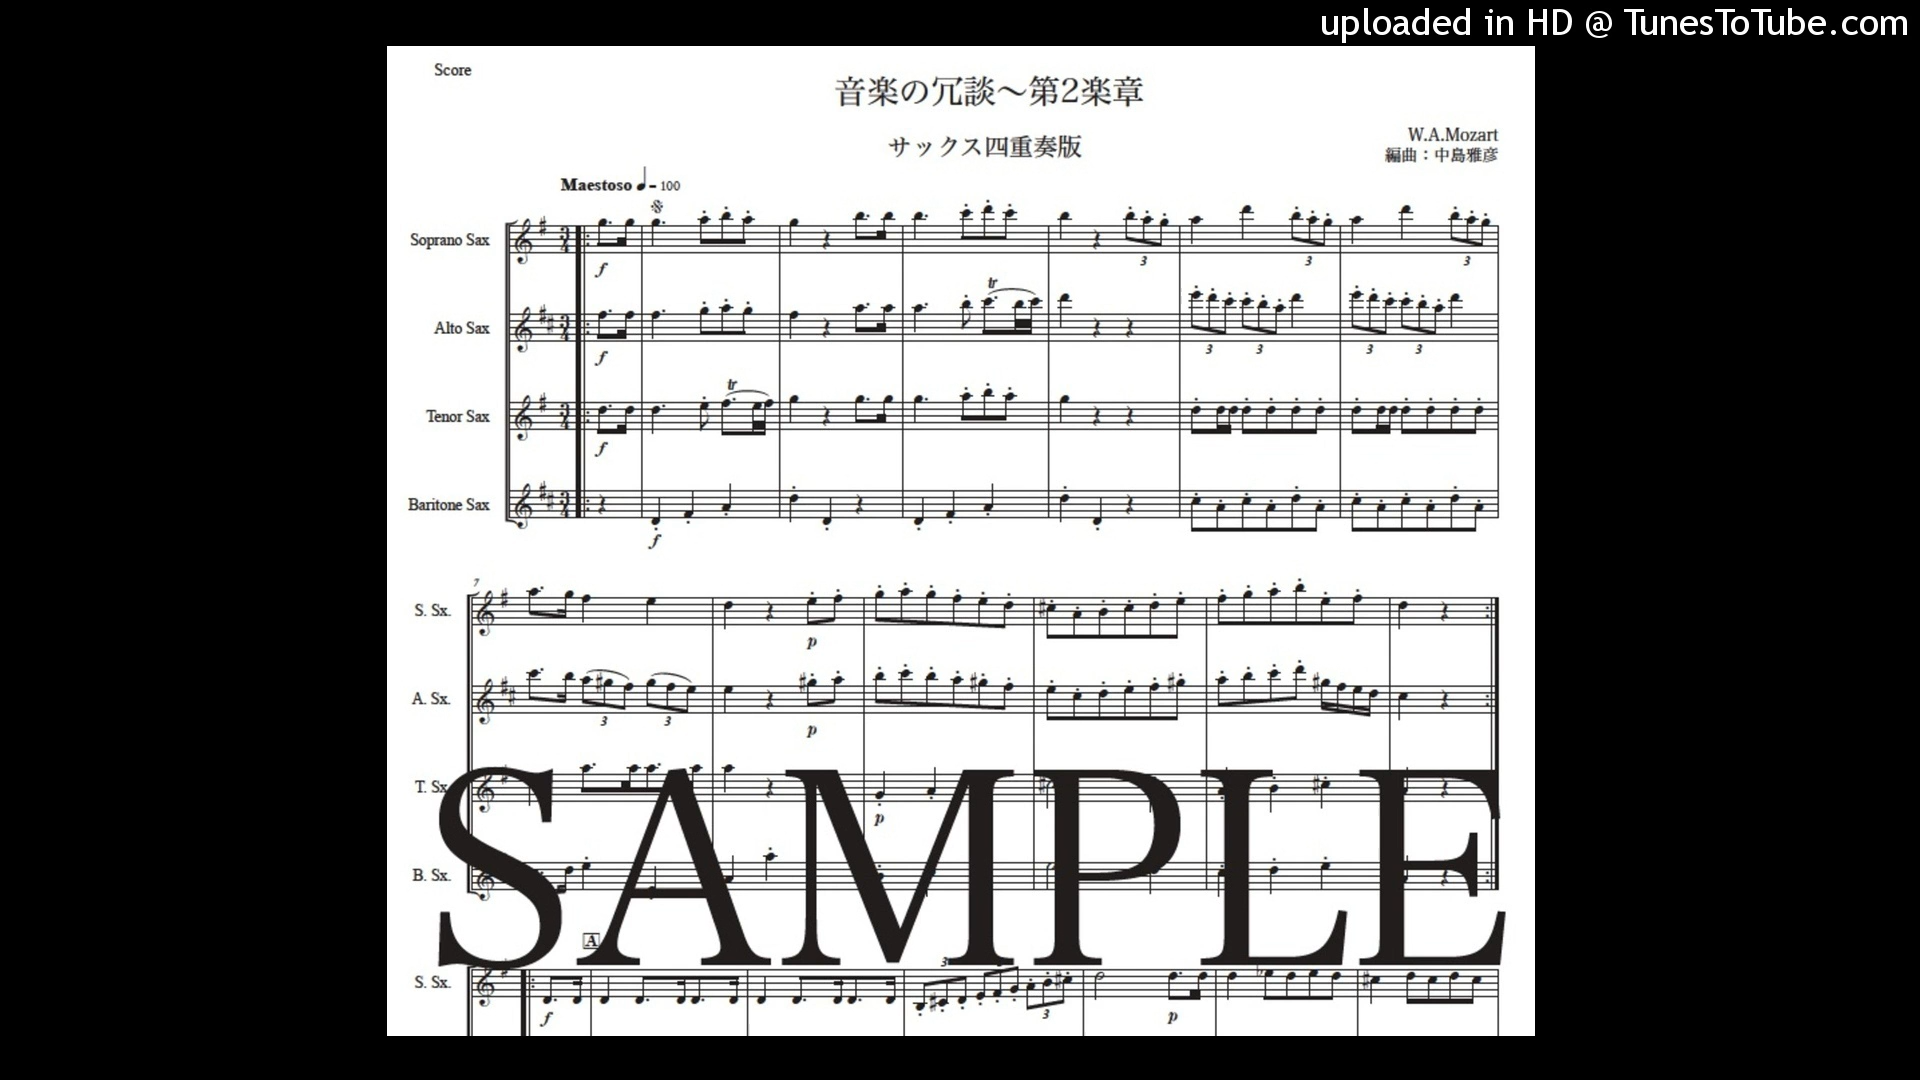 uploaded in HD @ TunesToTube.com
Score
音楽の冗談～第2楽章
サックス四重奏版
W.A.Mozart
編曲：中島雅彦
Maestoso ♩= 100
Soprano Sax
f
3
3
3
Alto Sax
f
tr
3
3
3
3
Tenor Sax
f
tr
Baritone Sax
f
7
S. Sx.
p
A. Sx.
3
3
p
T. Sx.
p
B. Sx.
SAMPLE
A
S. Sx.
f
3
3
p